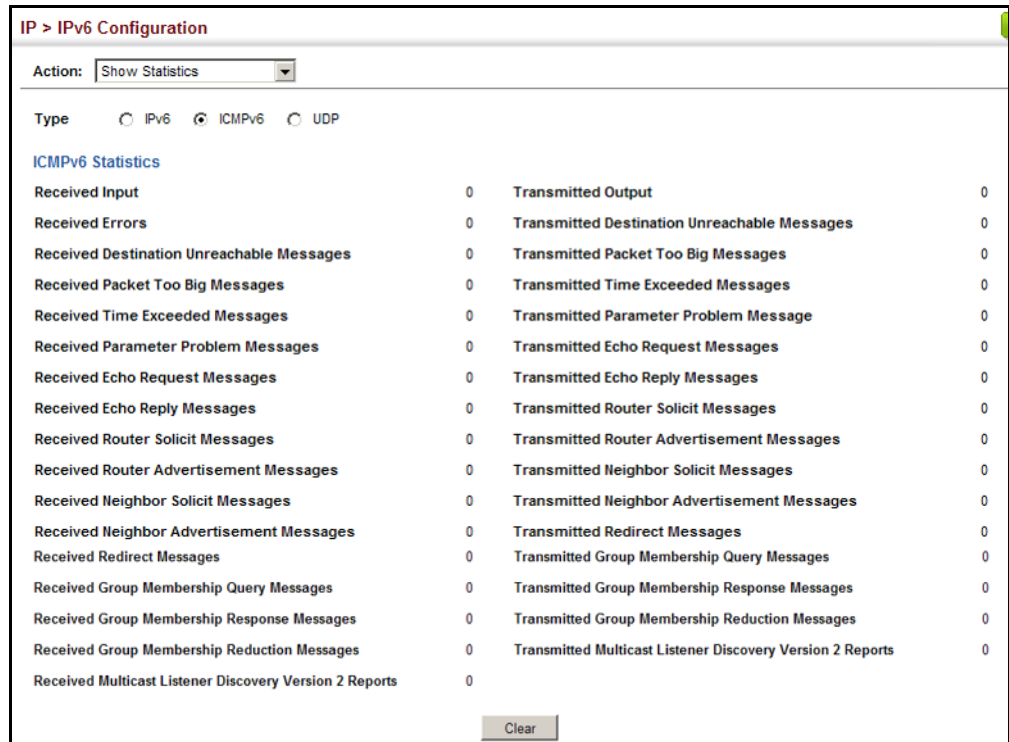 IP > IPv6 Configuration
Action: Show Statistics
Type IPv6 ICMPv6 UDP
ICMPv6 Statistics
Received Input 0 Transmitted Output 0
Received Errors 0 Transmitted Destination Unreachable Messages 0
Received Destination Unreachable Messages 0 Transmitted Packet Too Big Messages 0
Received Packet Too Big Messages 0 Transmitted Time Exceeded Messages 0
Received Time Exceeded Messages 0 Transmitted Parameter Problem Message 0
Received Parameter Problem Messages 0 Transmitted Echo Request Messages 0
Received Echo Request Messages 0 Transmitted Echo Reply Messages 0
Received Echo Reply Messages 0 Transmitted Router Solicit Messages 0
Received Router Solicit Messages 0 Transmitted Router Advertisement Messages 0
Received Router Advertisement Messages 0 Transmitted Neighbor Solicit Messages 0
Received Neighbor Solicit Messages 0 Transmitted Neighbor Advertisement Messages 0
Received Neighbor Advertisement Messages 0 Transmitted Redirect Messages 0
Received Redirect Messages 0 Transmitted Group Membership Query Messages 0
Received Group Membership Query Messages 0 Transmitted Group Membership Response Messages 0
Received Group Membership Response Messages 0 Transmitted Group Membership Reduction Messages 0
Received Group Membership Reduction Messages 0 Transmitted Multicast Listener Discovery Version 2 Reports 0
Received Multicast Listener Discovery Version 2 Reports 0
Clear